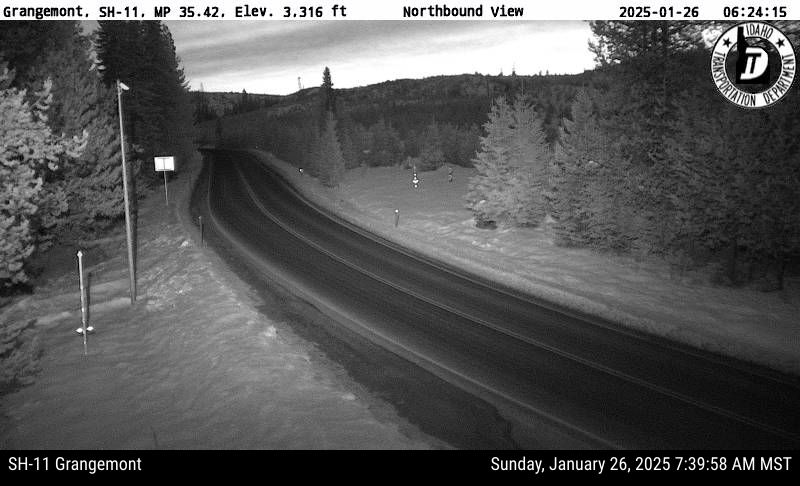 Grangemont, SH-11, MP 35.42, Elev. 3,316 ft Northbound View 2025-01-26 06:24:15
IDAHO
TRANSPORTATION DEPARTMENT
SH-11 Grangemont Sunday, January 26, 2025 7:39:58 AM MST